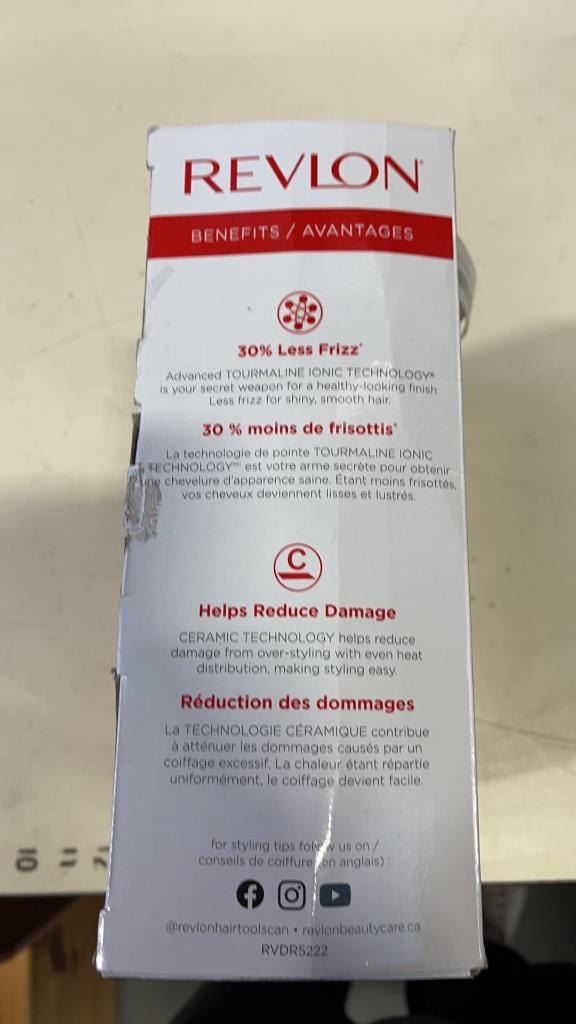 REVLON
BENEFITS / AVANTAGES
30% Less Frizz*
Advanced TOURMALINE IONIC TECHNOLOGY®
is your secret weapon for a healthy-looking finish.
Less frizz for shiny, smooth hair.
30 % moins de frisottis*
La technologie de pointe TOURMALINE IONIC
TECHNOLOGY est votre arme secrète pour obtenir
une chevelure d'apparence saine. Étant moins frisottés,
vos cheveux deviennent lisses et lustrés.
C
Helps Reduce Damage
CERAMIC TECHNOLOGY helps reduce
damage from over-styling with even heat
distribution, making styling easy.
Réduction des dommages
La TECHNOLOGIE CÉRAMIQUE contribue
à atténuer les dommages causés par un
coiffage excessif. La chaleur étant répartie
uniformément, le coiffage devient facile.
for styling tips follow us on /
conseils de coiffure (en anglais) :
@revlonhairtoolscan • revlonbeautycare.ca
RVDR5222
10 11